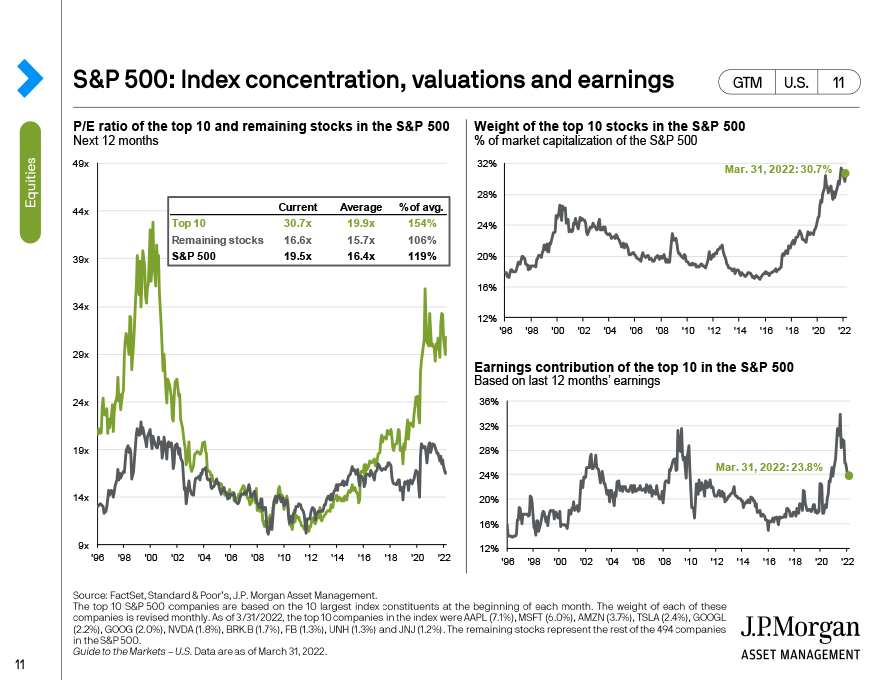 S&P 500: Index concentration, valuations and earnings
GTM U.S. 11
Equities
P/E ratio of the top 10 and remaining stocks in the S&P 500
Next 12 months
49x
44x
39x
34x
29x
24x
19x
14x
9x
Current Average % of avg.
Top 10 30.7x 19.9x 154%
Remaining stocks 16.6x 15.7x 106%
S&P 500 19.5x 16.4x 119%
'96 '98 '00 '02 '04 '06 '08 '10 '12 '14 '16 '18 '20 '22
Weight of the top 10 stocks in the S&P 500
% of market capitalization of the S&P 500
32%
28%
24%
20%
16%
12%
Mar. 31, 2022: 30.7%
'96 '98 '00 '02 '04 '06 '08 '10 '12 '14 '16 '18 '20 '22
Earnings contribution of the top 10 in the S&P 500
Based on last 12 months' earnings
36%
32%
28%
24%
20%
16%
12%
Mar. 31, 2022: 23.8%
'96 '98 '00 '02 '04 '06 '08 '10 '12 '14 '16 '18 '20 '22
Source: FactSet, Standard & Poor's, J.P. Morgan Asset Management.
The top 10 S&P 500 companies are based on the 10 largest index constituents at the beginning of each month. The weight of each of these
companies is revised monthly. As of 3/31/2022, the top 10 companies in the index were AAPL (7.1%), MSFT (6.0%), AMZN (3.7%), TSLA (2.4%), GOOGL
(2.2%), GOOG (2.0%), NVDA (1.8%), BRK.B (1.7%), FB (1.3%), UNH (1.3%) and JNJ (1.2%). The remaining stocks represent the rest of the 494 companies
in the S&P 500.
Guide to the Markets – U.S. Data are as of March 31, 2022.
J.P.Morgan
ASSET MANAGEMENT
11